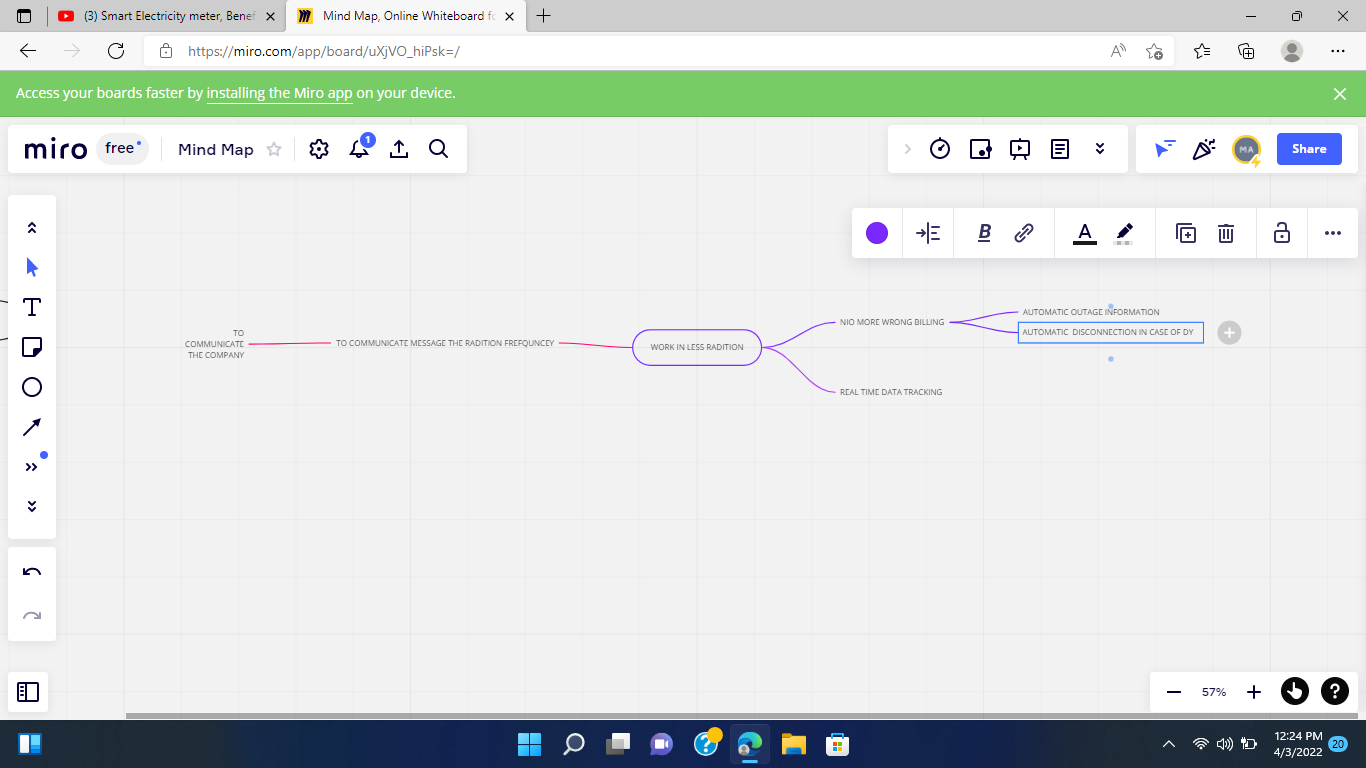 (3) Smart Electricity meter, Benef
Mind Map, Online Whiteboard fo
https://miro.com/app/board/uXjVO_hiPsk=/
Access your boards faster by installing the Miro app on your device.
miro free Mind Map 1
MA Share
B A
TO
COMMUNICATE
THE COMPANY
TO COMMUNICATE MESSAGE THE RADITION FREFQUNCEY
WORK IN LESS RADITION
NIO MORE WRONG BILLING
AUTOMATIC OUTAGE INFORMATION
AUTOMATIC DISCONNECTION IN CASE OF DY
REAL TIME DATA TRACKING
57%
12:24 PM
4/3/2022
20